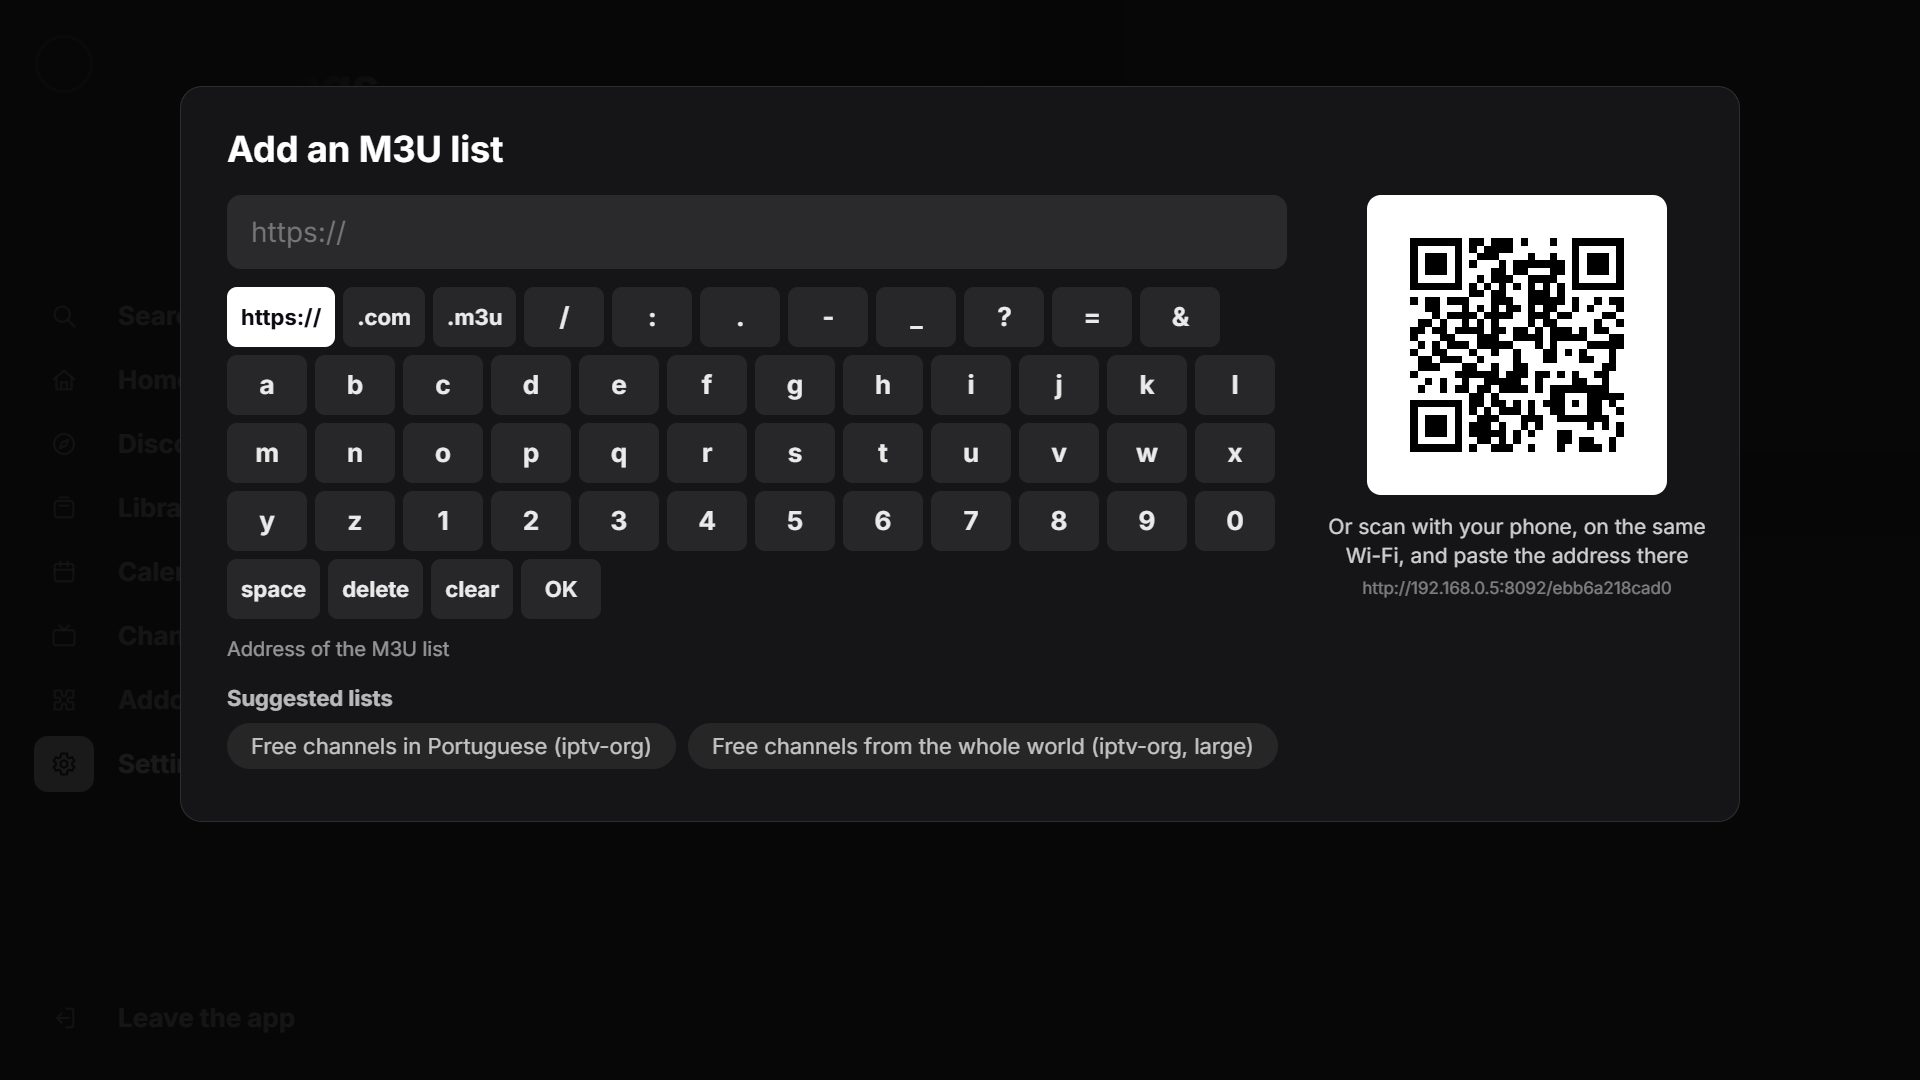 Add an M3U list
https://
https:// .com .m3u / : . - _ ? = &
a b c d e f g h i j k l
m n o p q r s t u v w x
y z 1 2 3 4 5 6 7 8 9 0
space delete clear OK
Address of the M3U list
Suggested lists
Free channels in Portuguese (iptv-org)
Free channels from the whole world (iptv-org, large)
Or scan with your phone, on the same
Wi-Fi, and paste the address there
http://192.168.0.5:8092/ebb6a218cad0
Leave the app